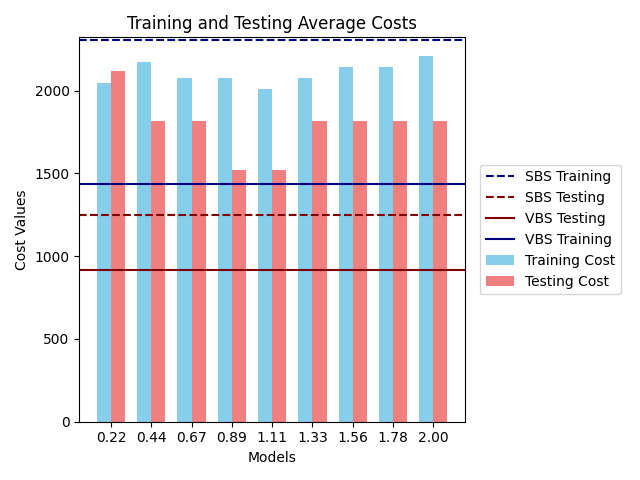 Training and Testing Average Costs
Cost Values
2000
1500
1000
500
0
0.22 0.44 0.67 0.89 1.11 1.33 1.56 1.78 2.00
Models
SBS Training
SBS Testing
VBS Testing
VBS Training
Training Cost
Testing Cost